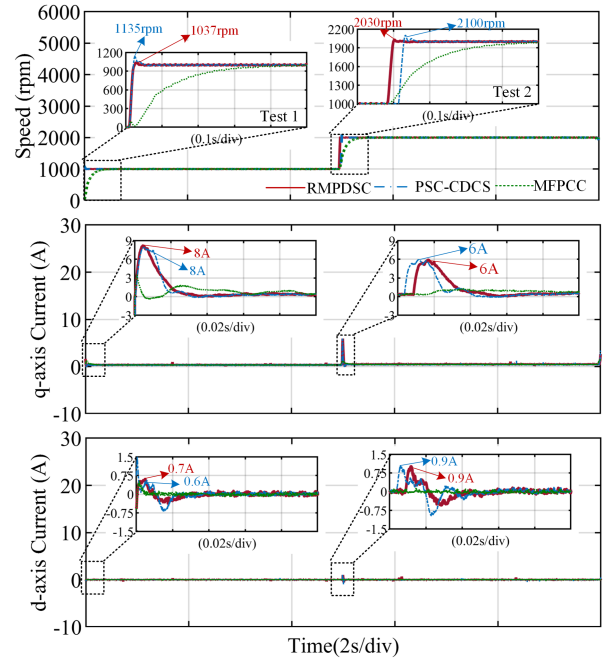 6000
5000
4000
3000
2000
1000
0
Speed (rpm)
1135rpm
1037rpm
1200
900
600
300
0
Test 1
(0.1s/div)
2030rpm
2100rpm
2200
2000
1800
1600
1400
1200
1000
Test 2
(0.1s/div)
RMPDSC
PSC-CDCS
MFPCC
30
20
10
0
-10
q-axis Current (A)
9
6
3
0
-3
8A
8A
(0.02s/div)
9
6
3
0
-3
6A
6A
(0.02s/div)
30
20
10
0
-10
d-axis Current (A)
1.5
0.75
0
-0.75
-1.5
0.7A
0.6A
(0.02s/div)
1.5
0.75
0
-0.75
-1.5
0.9A
0.9A
(0.02s/div)
Time(2s/div)